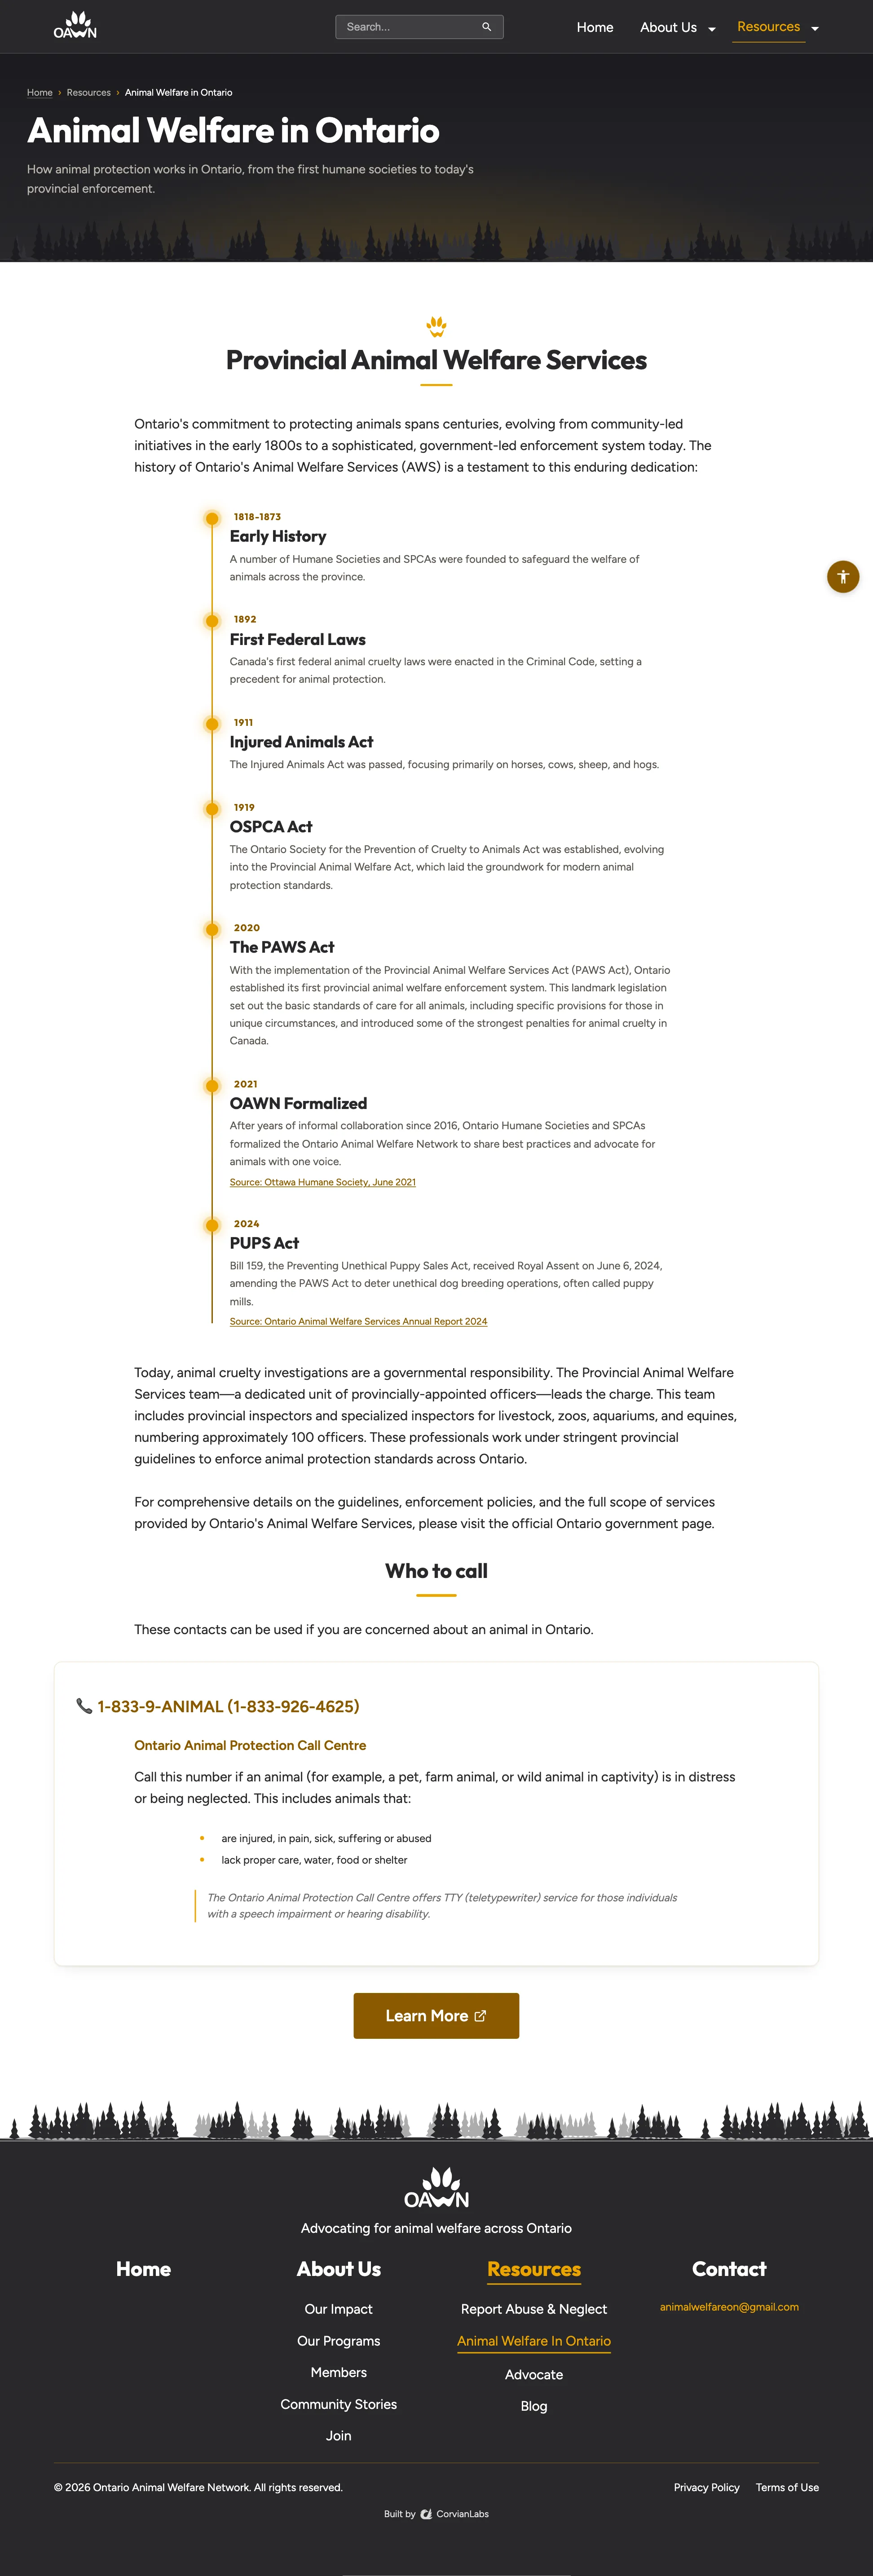 OAWN
Search...
Home
About Us
Resources
Home › Resources › Animal Welfare in Ontario
Animal Welfare in Ontario
How animal protection works in Ontario, from the first humane societies to today's
provincial enforcement.
Provincial Animal Welfare Services
Ontario's commitment to protecting animals spans centuries, evolving from community-led
initiatives in the early 1800s to a sophisticated, government-led enforcement system today. The
history of Ontario's Animal Welfare Services (AWS) is a testament to this enduring dedication:
1818-1873
Early History
A number of Humane Societies and SPCAs were founded to safeguard the welfare of
animals across the province.
1892
First Federal Laws
Canada's first federal animal cruelty laws were enacted in the Criminal Code, setting a
precedent for animal protection.
1911
Injured Animals Act
The Injured Animals Act was passed, focusing primarily on horses, cows, sheep, and hogs.
1919
OSPCA Act
The Ontario Society for the Prevention of Cruelty to Animals Act was established, evolving
into the Provincial Animal Welfare Act, which laid the groundwork for modern animal
protection standards.
2020
The PAWS Act
With the implementation of the Provincial Animal Welfare Services Act (PAWS Act), Ontario
established its first provincial animal welfare enforcement system. This landmark legislation
set out the basic standards of care for all animals, including specific provisions for those in
unique circumstances, and introduced some of the strongest penalties for animal cruelty in
Canada.
2021
OAWN Formalized
After years of informal collaboration since 2016, Ontario Humane Societies and SPCAs
formalized the Ontario Animal Welfare Network to share best practices and advocate for
animals with one voice.
Source: Ottawa Humane Society, June 2021
2024
PUPS Act
Bill 159, the Preventing Unethical Puppy Sales Act, received Royal Assent on June 6, 2024,
amending the PAWS Act to deter unethical dog breeding operations, often called puppy
mills.
Source: Ontario Animal Welfare Services Annual Report 2024
Today, animal cruelty investigations are a governmental responsibility. The Provincial Animal Welfare
Services team—a dedicated unit of provincially-appointed officers—leads the charge. This team
includes provincial inspectors and specialized inspectors for livestock, zoos, aquariums, and equines,
numbering approximately 100 officers. These professionals work under stringent provincial
guidelines to enforce animal protection standards across Ontario.
For comprehensive details on the guidelines, enforcement policies, and the full scope of services
provided by Ontario's Animal Welfare Services, please visit the official Ontario government page.
Who to call
These contacts can be used if you are concerned about an animal in Ontario.
1-833-9-ANIMAL (1-833-926-4625)
Ontario Animal Protection Call Centre
Call this number if an animal (for example, a pet, farm animal, or wild animal in captivity) is in distress
or being neglected. This includes animals that:
are injured, in pain, sick, suffering or abused
lack proper care, water, food or shelter
The Ontario Animal Protection Call Centre offers TTY (teletypewriter) service for those individuals
with a speech impairment or hearing disability.
Learn More
OAWN
Advocating for animal welfare across Ontario
Home
About Us
Our Impact
Our Programs
Members
Community Stories
Join
Resources
Report Abuse & Neglect
Animal Welfare In Ontario
Advocate
Blog
Contact
animalwelfareon@gmail.com
© 2026 Ontario Animal Welfare Network. All rights reserved.
Privacy Policy
Terms of Use
Built by CorvianLabs